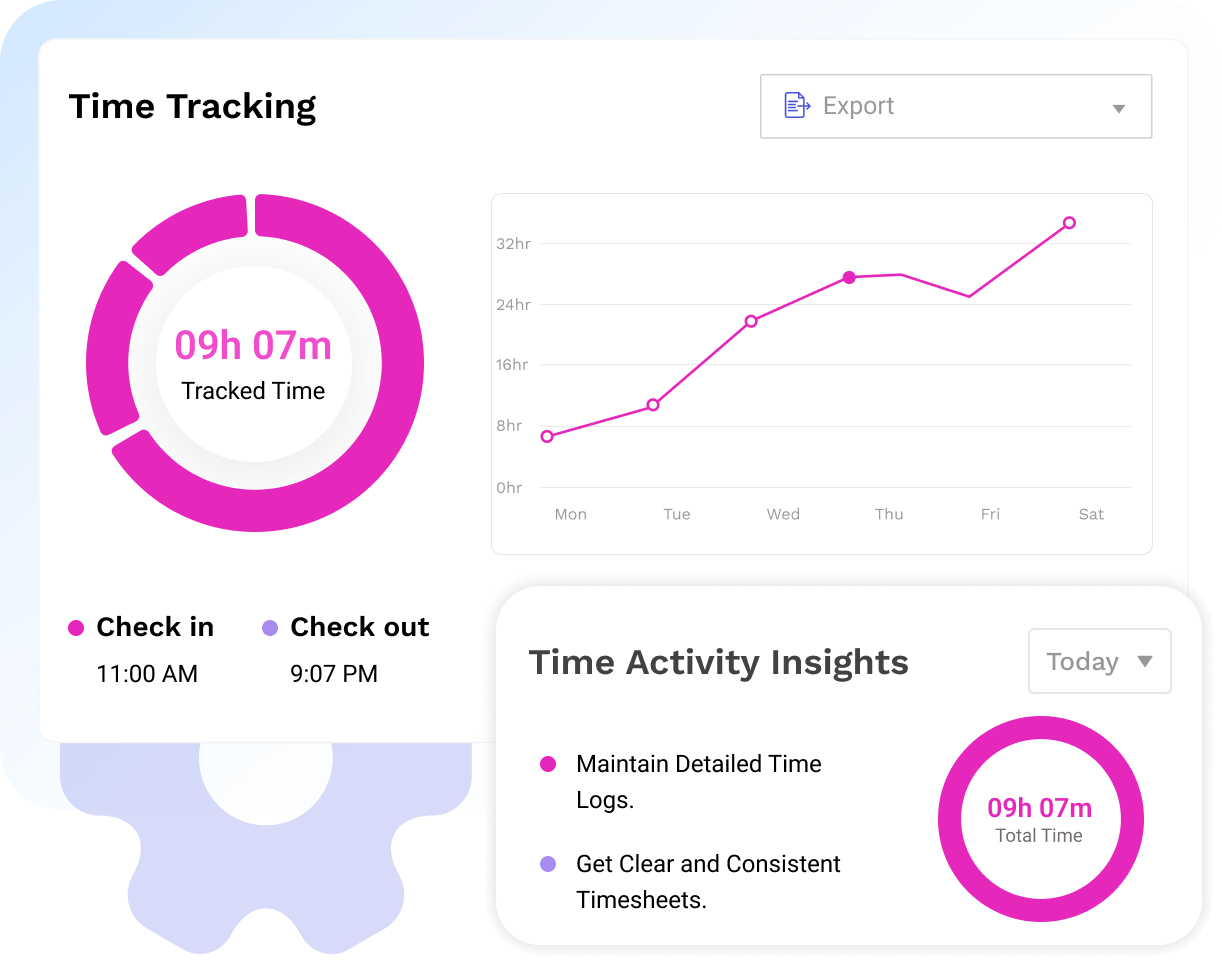 Time Tracking
Export
09h 07m
Tracked Time
32hr
24hr
16hr
8hr
0hr
Mon Tue Wed Thu Fri Sat
Check in
11:00 AM
Check out
9:07 PM
Time Activity Insights
Today
Maintain Detailed Time
Logs.
Get Clear and Consistent
Timesheets.
09h 07m
Total Time